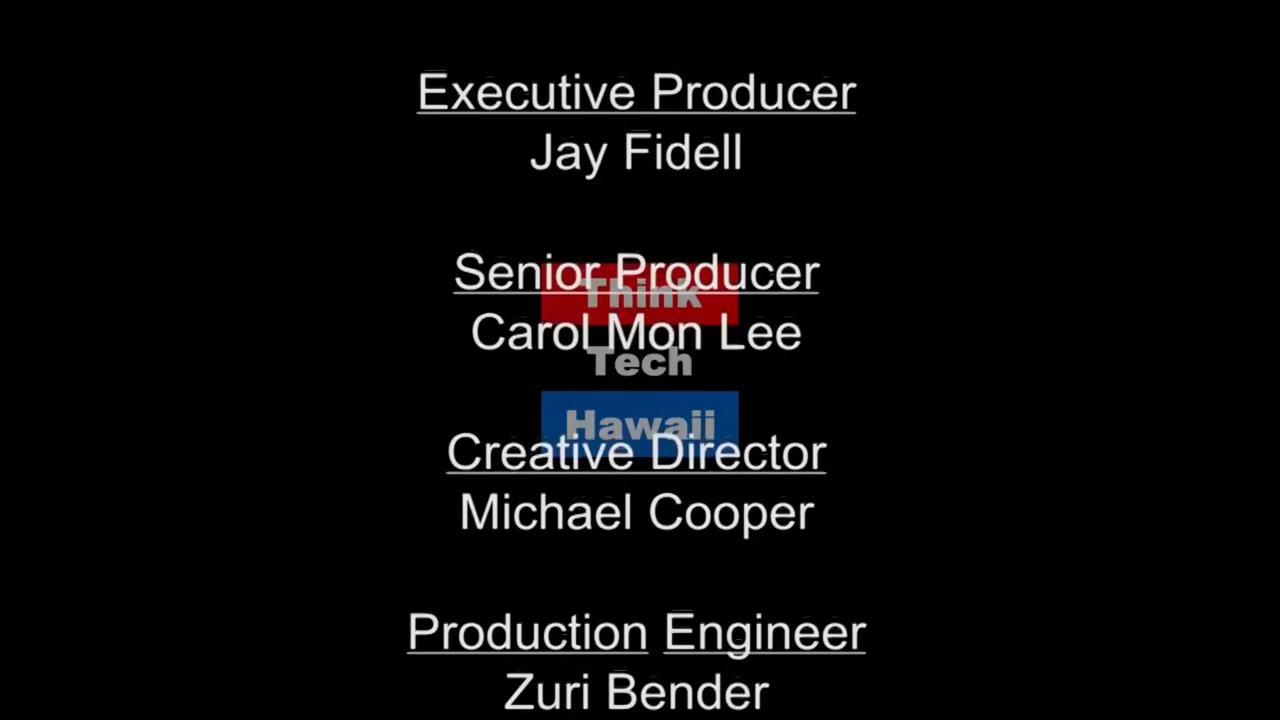 Executive Producer
Jay Fidell
Senior Producer
Think
Carol Mon Lee
Tech
Hawaii
Creative Director
Michael Cooper
Production Engineer
Zuri Bender